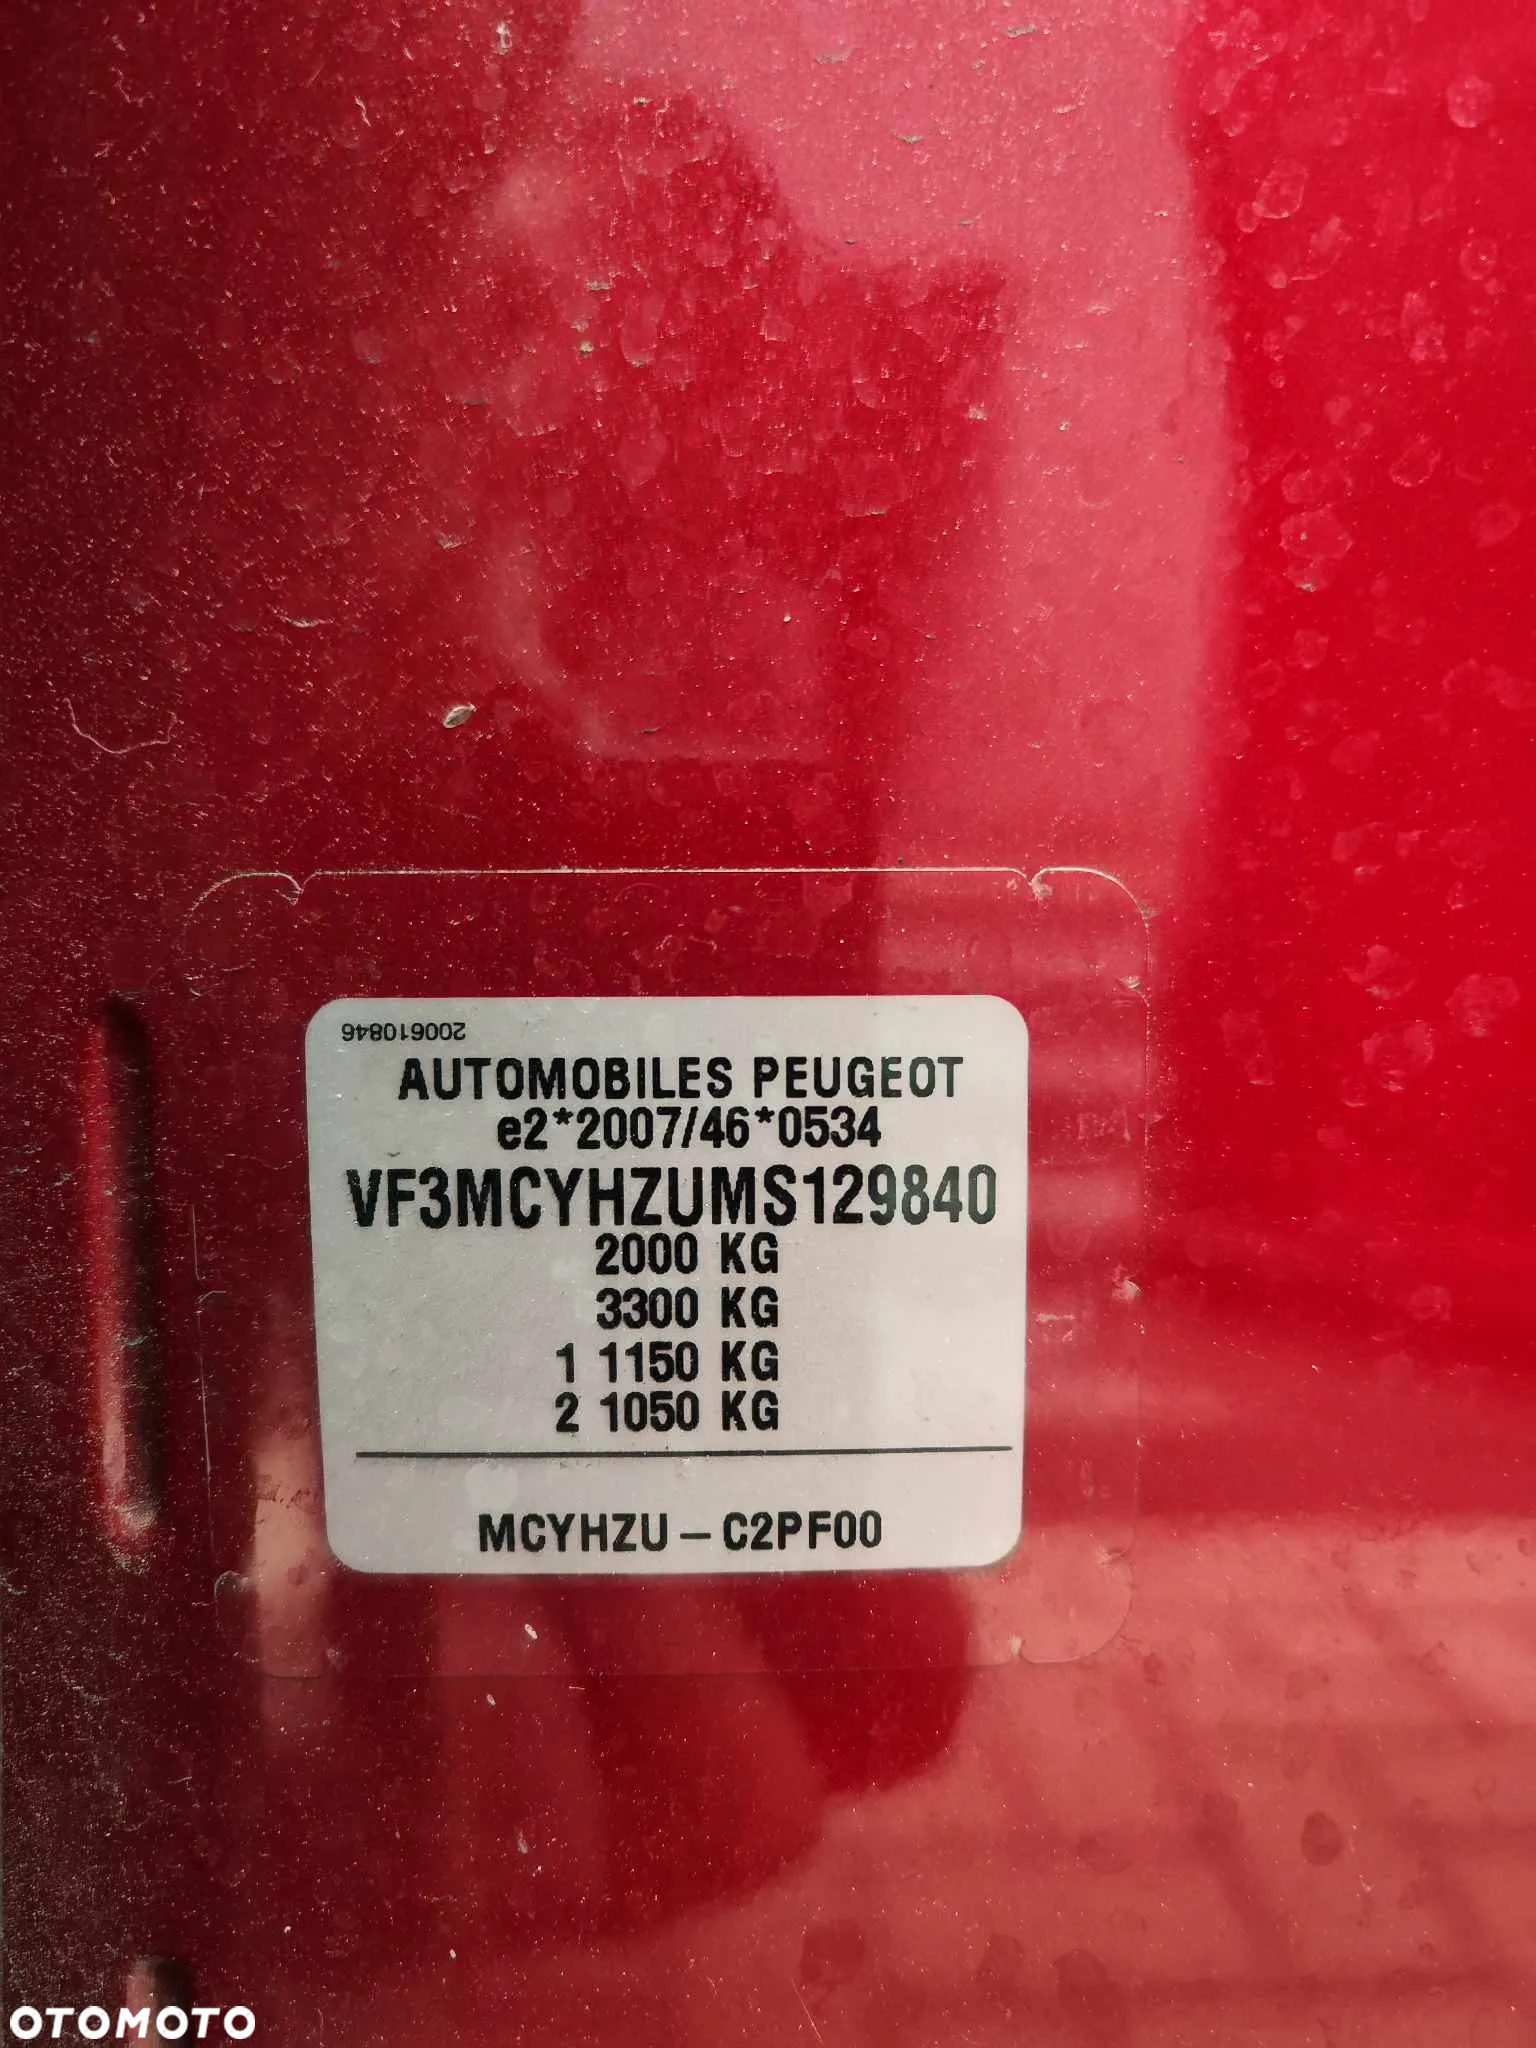 200610846
AUTOMOBILES PEUGEOT
e2*2007/46*0534
VF3MCYHZUMS129840
2000 KG
3300 KG
1 1150 KG
2 1050 KG
MCYHZU – C2PF00
OTOMOTO